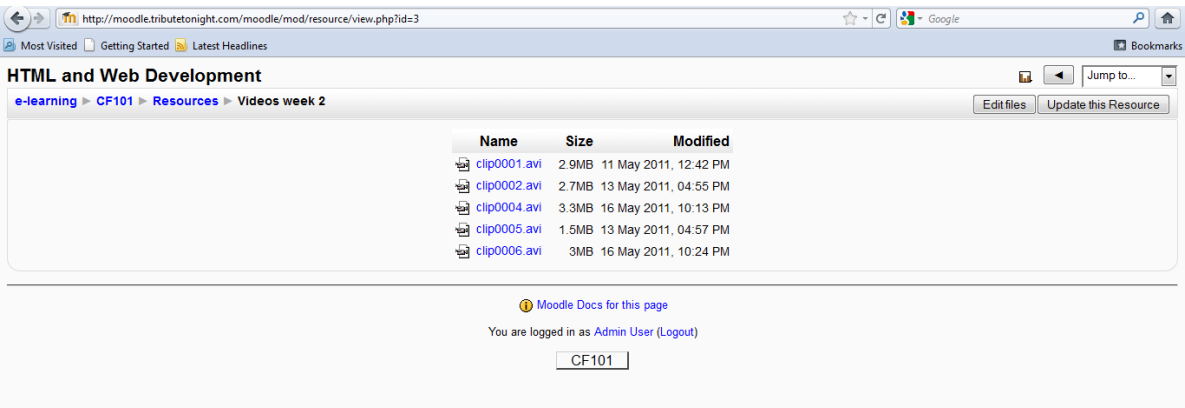 http://moodle.tributetonight.com/moodle/mod/resource/view.php?id=3 Google
Most Visited Getting Started Latest Headlines Bookmarks
HTML and Web Development Jump to...
e-learning ► CF101 ► Resources ► Videos week 2 Edit files Update this Resource
Name Size Modified
clip0001.avi 2.9MB 11 May 2011, 12:42 PM
clip0002.avi 2.7MB 13 May 2011, 04:55 PM
clip0004.avi 3.3MB 16 May 2011, 10:13 PM
clip0005.avi 1.5MB 13 May 2011, 04:57 PM
clip0006.avi 3MB 16 May 2011, 10:24 PM
Moodle Docs for this page
You are logged in as Admin User (Logout)
CF101